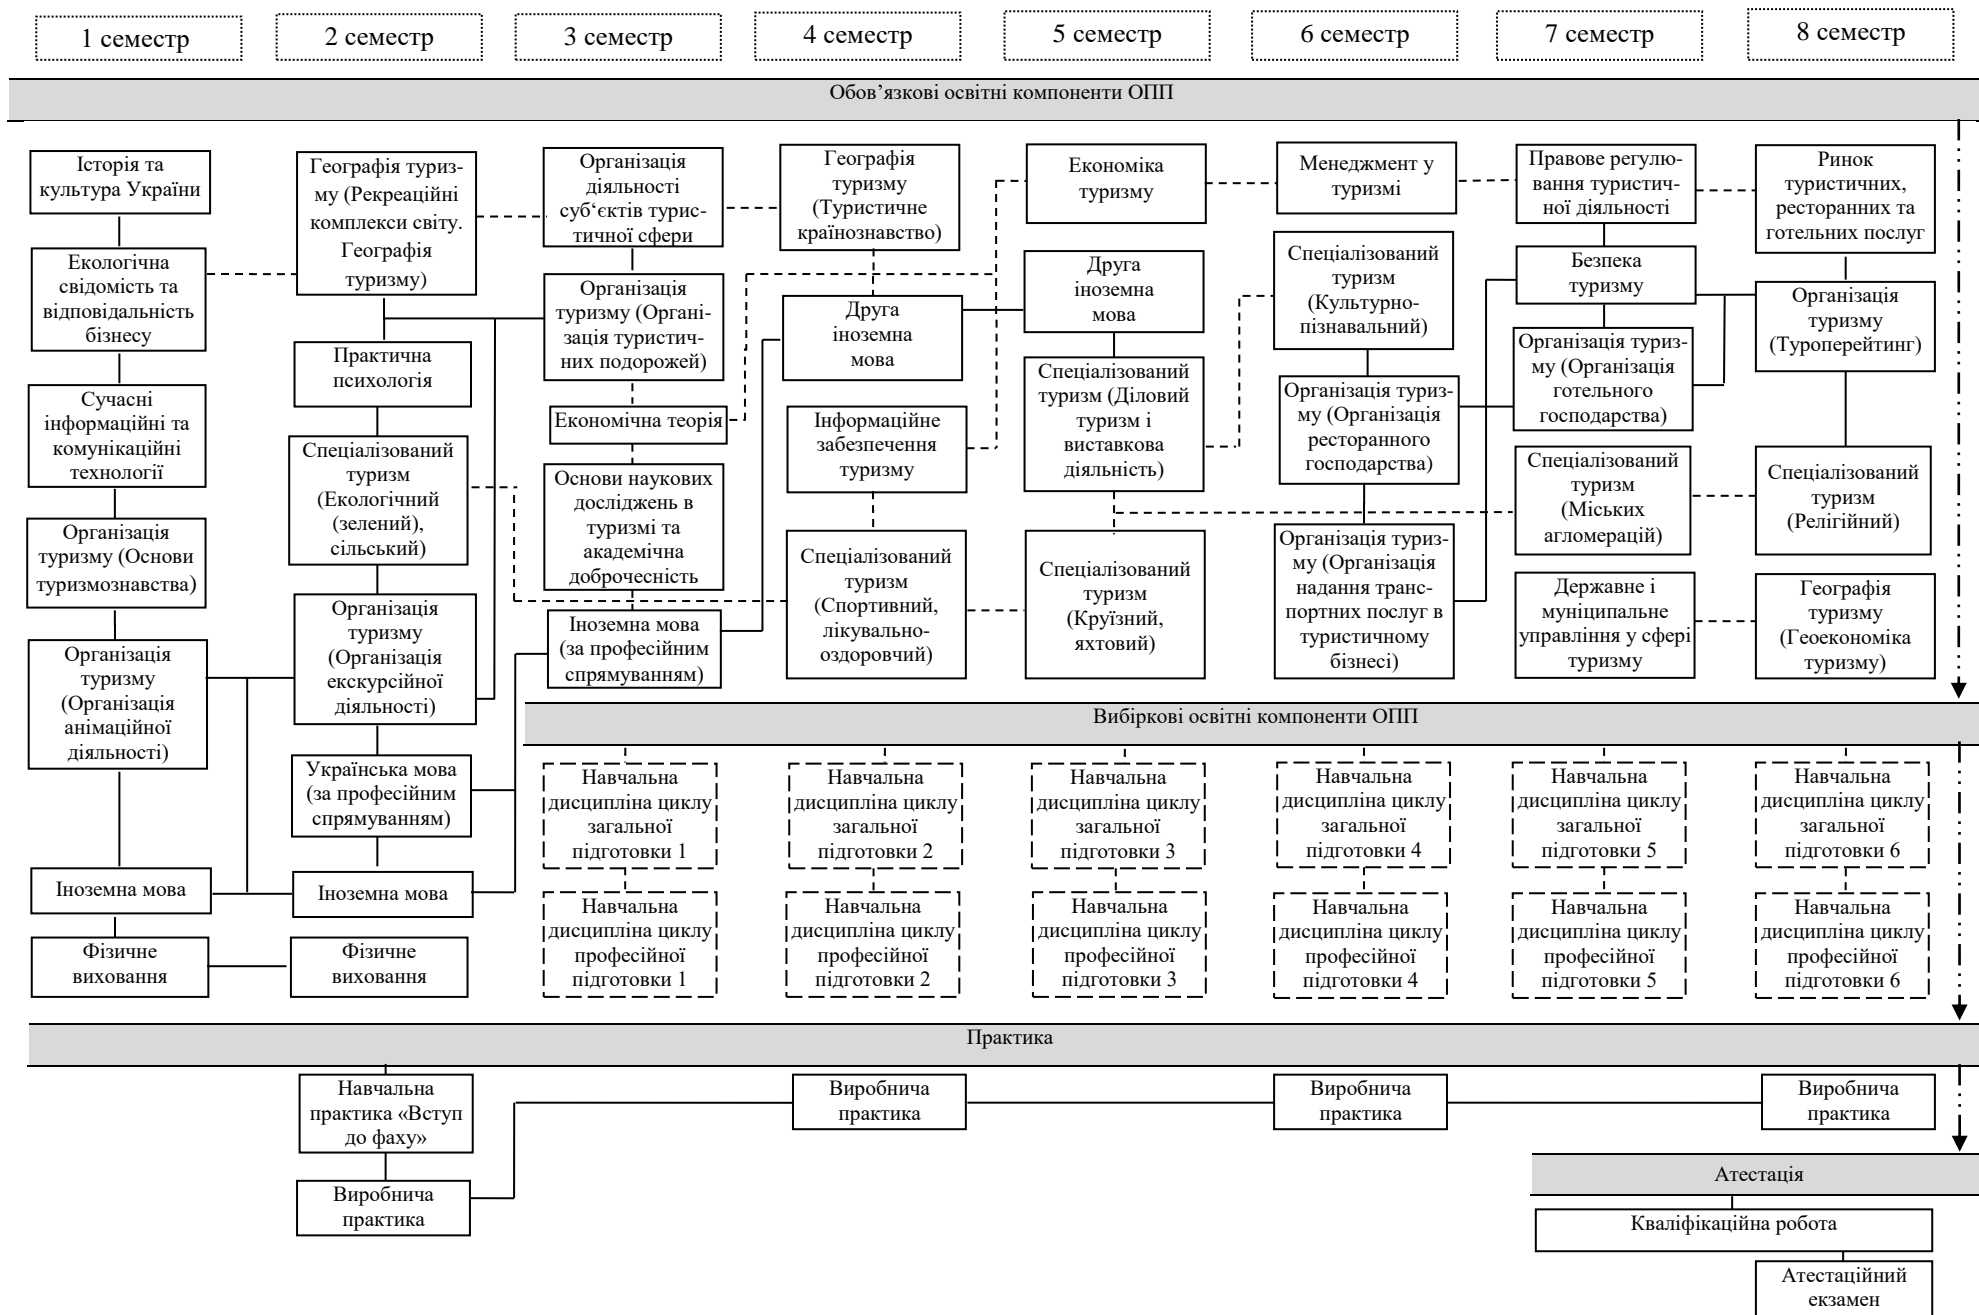 1 семестр
2 семестр
3 семестр
4 семестр
5 семестр
6 семестр
7 семестр
8 семестр
Обов’язкові освітні компоненти ОПП
Історія та
культура України
Екологічна
свідомість та
відповідальність
бізнесу
Сучасні
інформаційні та
комунікаційні
технології
Організація
туризму (Основи
туризмознавства)
Організація
туризму
(Організація
анімаційної
діяльності)
Іноземна мова
Фізичне
виховання
Географія туриз-
му (Рекреаційні
комплекси світу.
Географія
туризму)
Практична
психологія
Спеціалізований
туризм
(Екологічний
(зелений),
сільський)
Організація
туризму
(Організація
екскурсійної
діяльності)
Українська мова
(за професійним
спрямуванням)
Іноземна мова
Фізичне
виховання
Організація
діяльності
суб‘єктів турис-
тичної сфери
Організація
туризму (Органі-
зація туристич-
них подорожей)
Економічна теорія
Основи наукових
досліджень в
туризмі та
академічна
доброчесність
Іноземна мова
(за професійним
спрямуванням)
Географія
туризму
(Туристичне
країнознавство)
Друга
іноземна
мова
Інформаційне
забезпечення
туризму
Спеціалізований
туризм
(Спортивний,
лікувально-
оздоровчий)
Економіка
туризму
Друга
іноземна
мова
Спеціалізований
туризм (Діловий
туризм і
виставкова
діяльність)
Спеціалізований
туризм
(Круїзний,
яхтовий)
Менеджмент у
туризмі
Спеціалізований
туризм
(Культурно-
пізнавальний)
Організація туриз-
му (Організація
ресторанного
господарства)
Організація туриз-
му (Організація
надання транс-
портних послуг в
туристичному
бізнесі)
Правове регулю-
вання туристич-
ної діяльності
Безпека
туризму
Організація туриз-
му (Організація
готельного
господарства)
Спеціалізований
туризм
(Міських
агломерацій)
Державне і
муніципальне
управління у сфері
туризму
Ринок
туристичних,
ресторанних та
готельних послуг
Організація
туризму
(Туроперейтинг)
Спеціалізований
туризм
(Релігійний)
Географія
туризму
(Геоекономіка
туризму)
Вибіркові освітні компоненти ОПП
Навчальна
дисципліна циклу
загальної
підготовки 1
Навчальна
дисципліна циклу
загальної
підготовки 2
Навчальна
дисципліна циклу
загальної
підготовки 3
Навчальна
дисципліна циклу
загальної
підготовки 4
Навчальна
дисципліна циклу
загальної
підготовки 5
Навчальна
дисципліна циклу
загальної
підготовки 6
Навчальна
дисципліна циклу
професійної
підготовки 1
Навчальна
дисципліна циклу
професійної
підготовки 2
Навчальна
дисципліна циклу
професійної
підготовки 3
Навчальна
дисципліна циклу
професійної
підготовки 4
Навчальна
дисципліна циклу
професійної
підготовки 5
Навчальна
дисципліна циклу
професійної
підготовки 6
Практика
Навчальна
практика «Вступ
до фаху»
Виробнича
практика
Виробнича
практика
Виробнича
практика
Виробнича
практика
Атестація
Кваліфікаційна робота
Атестаційний
екзамен